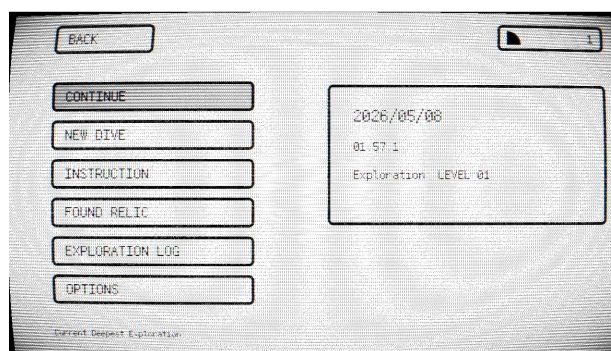 BACK
1
CONTINUE
NEW DIVE
INSTRUCTION
FOUND RELIC
EXPLORATION LOG
OPTIONS
2026/05/08
01 57 1
Exploration LEVEL 01
Current Deepest Exploration